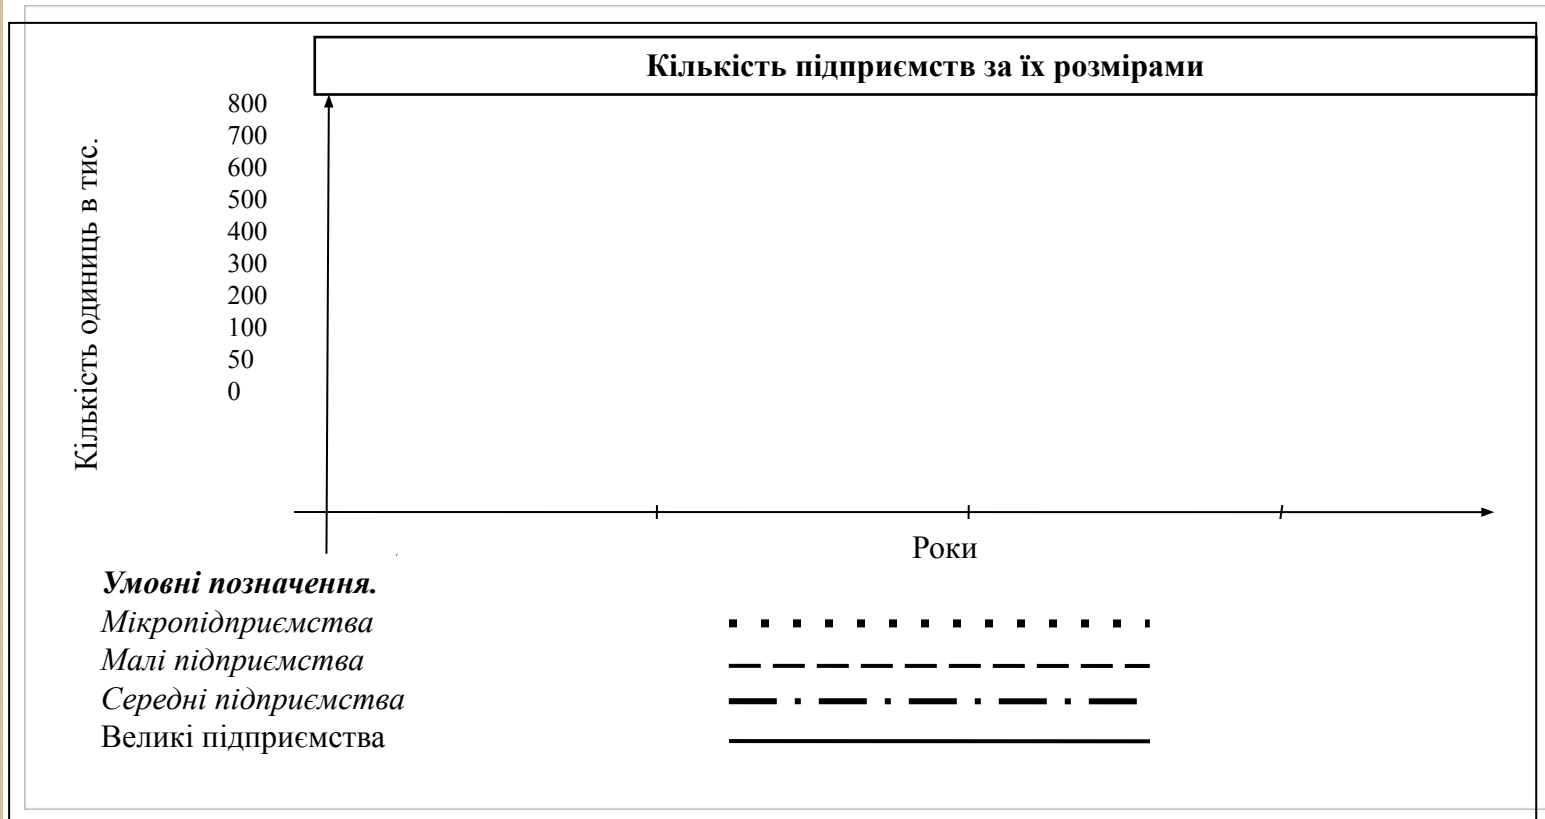 Кількість підприємств за їх розмірами
800
700
600
500
400
300
200
100
50
0
Кількість одиниць в тис.
Роки
Умовні позначення.
Мікропідприємства
Малі підприємства
Середні підприємства
Великі підприємства